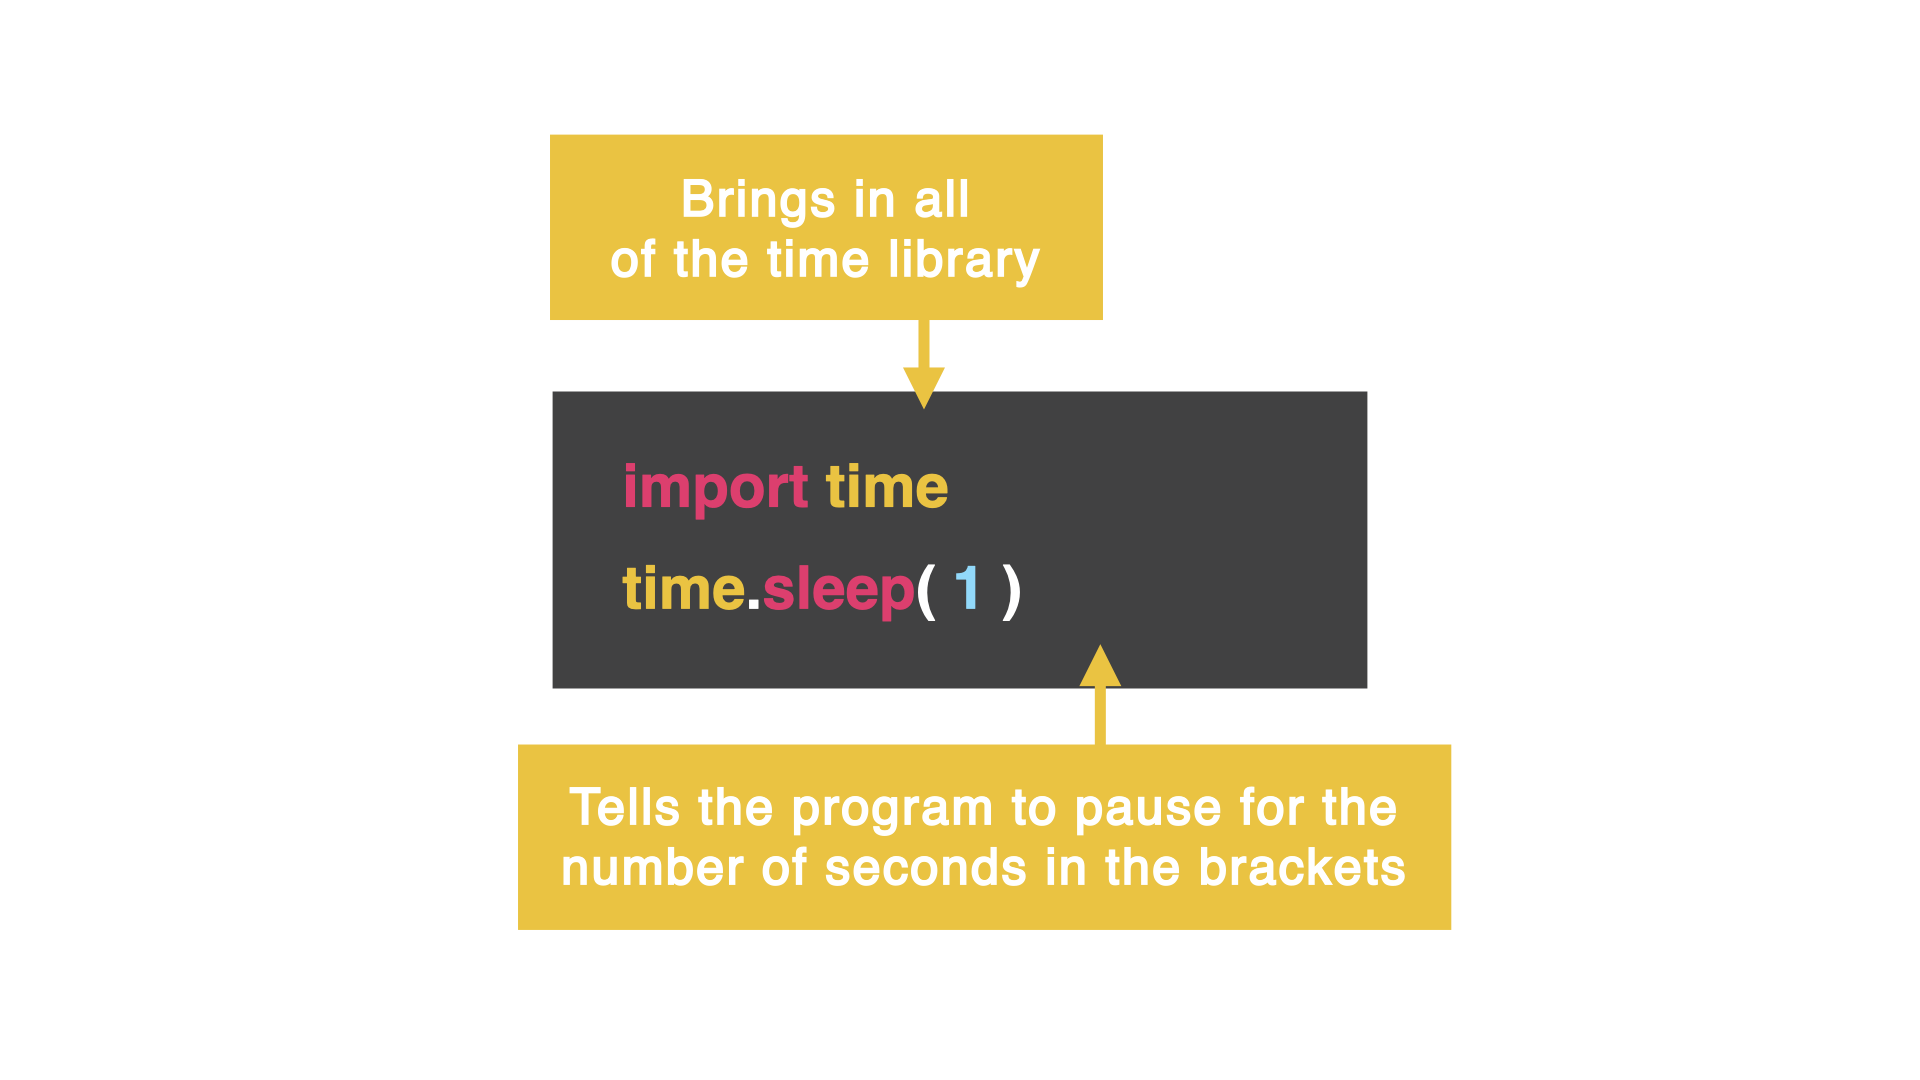 Brings in all
of the time library
import time
time.sleep( 1 )
Tells the program to pause for the
number of seconds in the brackets